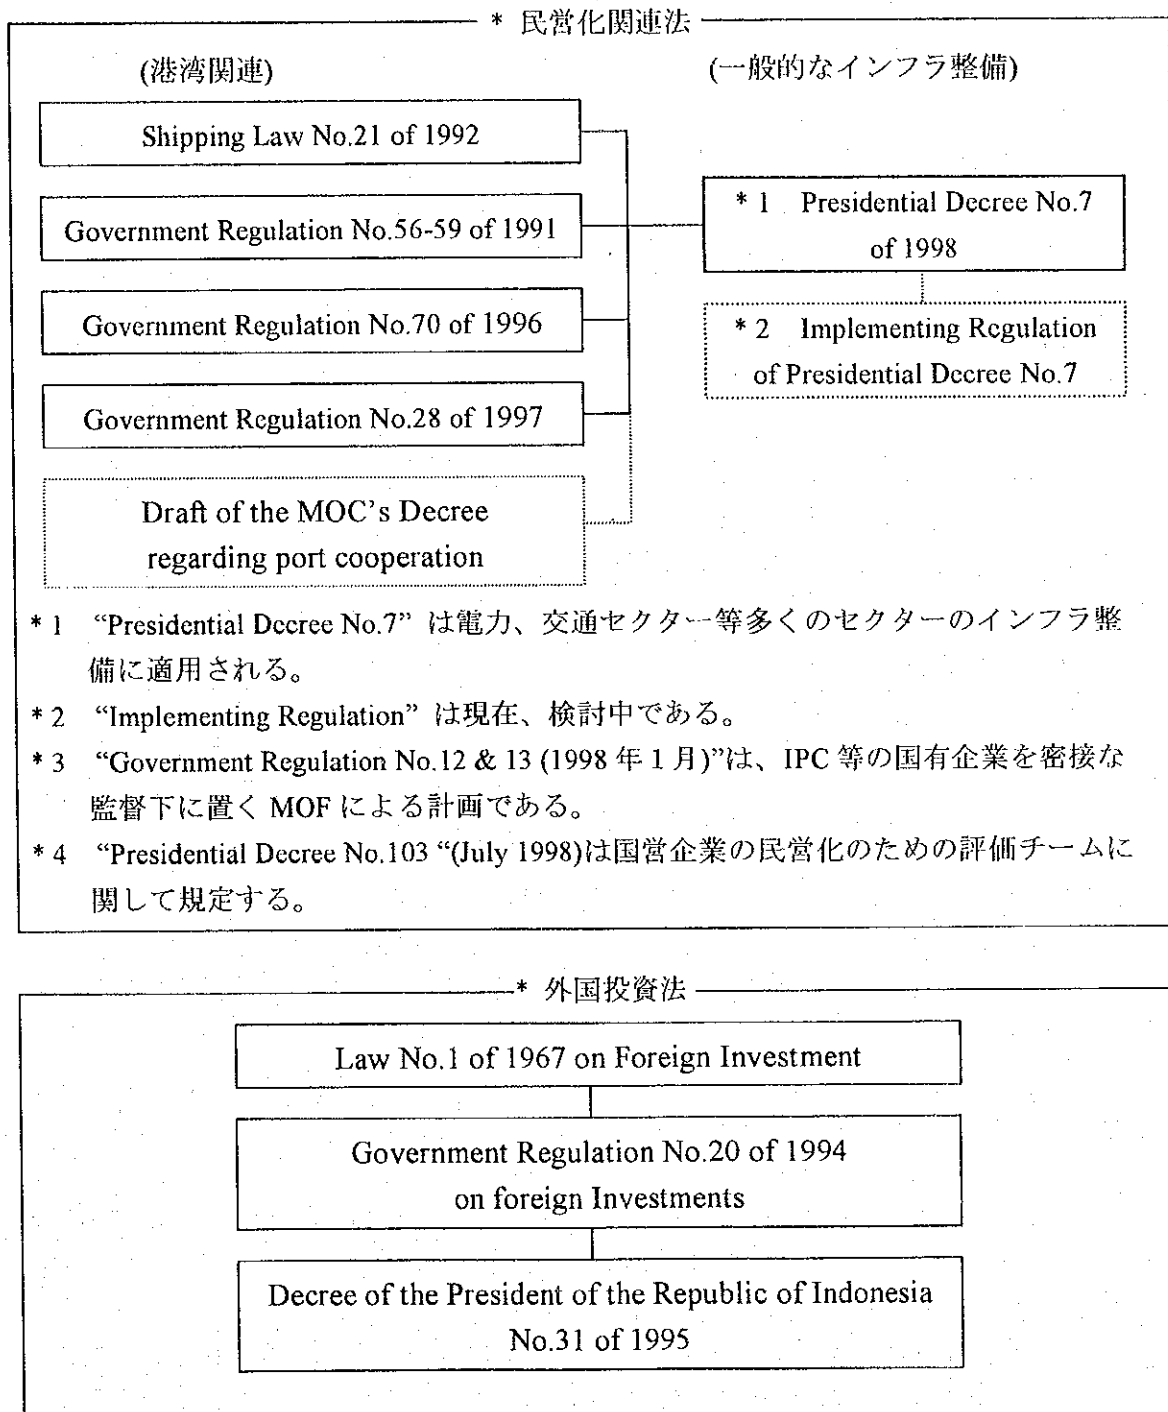 * 民営化関連法
(港湾関連)
(一般的なインフラ整備)
Shipping Law No.21 of 1992
Government Regulation No.56-59 of 1991
Government Regulation No.70 of 1996
Government Regulation No.28 of 1997
Draft of the MOC's Decree
regarding port cooperation
* 1 Presidential Decree No.7
of 1998
* 2 Implementing Regulation
of Presidential Decree No.7
* 1 “Presidential Decree No.7” は電力、交通セクター等多くのセクターのインフラ整
備に適用される。
* 2 “Implementing Regulation” は現在、検討中である。
* 3 “Government Regulation No.12 & 13 (1998 年 1 月)”は、IPC 等の国有企業を密接な
監督下に置く MOF による計画である。
* 4 “Presidential Decree No.103 “(July 1998)は国営企業の民営化のための評価チームに
関して規定する。
* 外国投資法
Law No.1 of 1967 on Foreign Investment
Government Regulation No.20 of 1994
on foreign Investments
Decree of the President of the Republic of Indonesia
No.31 of 1995